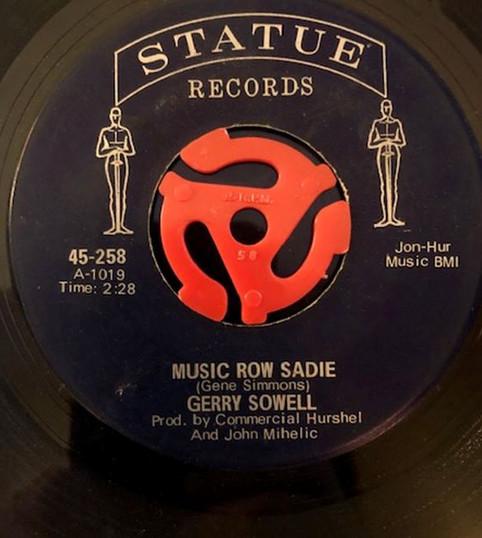 STATUE
RECORDS
45-258
A-1019
Time: 2:28
Jon-Hur
Music BMI
58
MUSIC ROW SADIE
(Gene Simmons)
GERRY SOWELL
Prod. by Commercial Hurshel
And John Mihelic